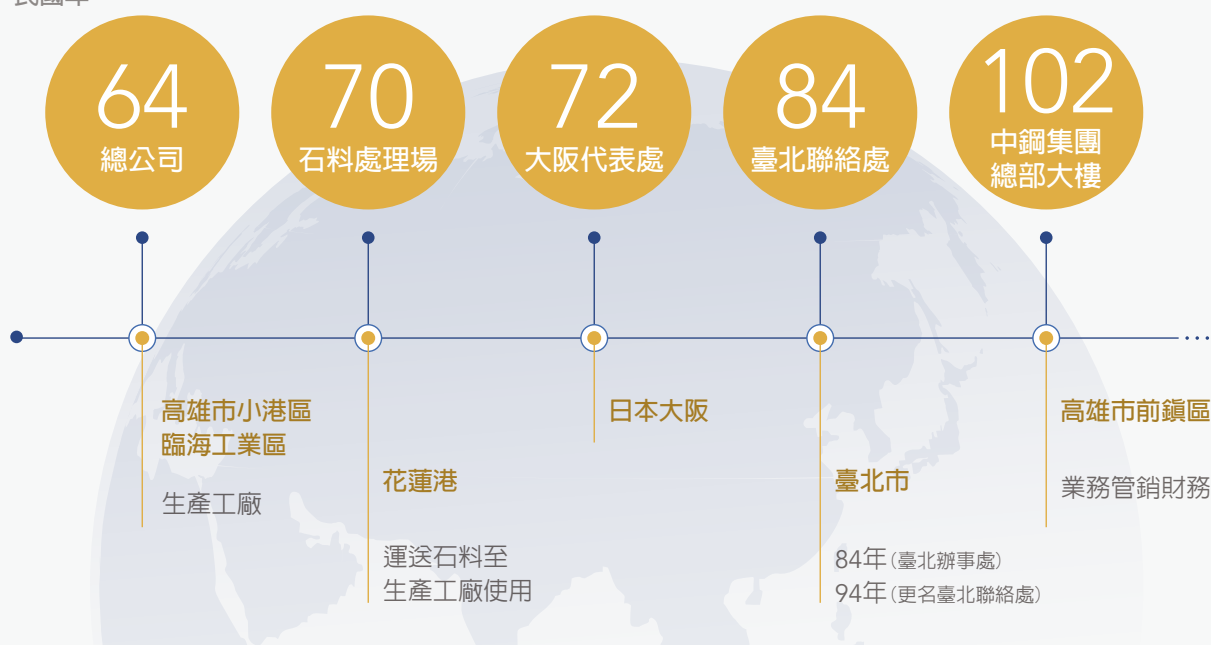 64
總公司
70
石料處理場
72
大阪代表處
84
臺北聯絡處
102
中鋼集團
總部大樓
高雄市小港區
臨海工業區
生產工廠
花蓮港
運送石料至
生產工廠使用
日本大阪
臺北市
84年(臺北辦事處)
94年(更名臺北聯絡處)
高雄市前鎮區
業務管銷財務